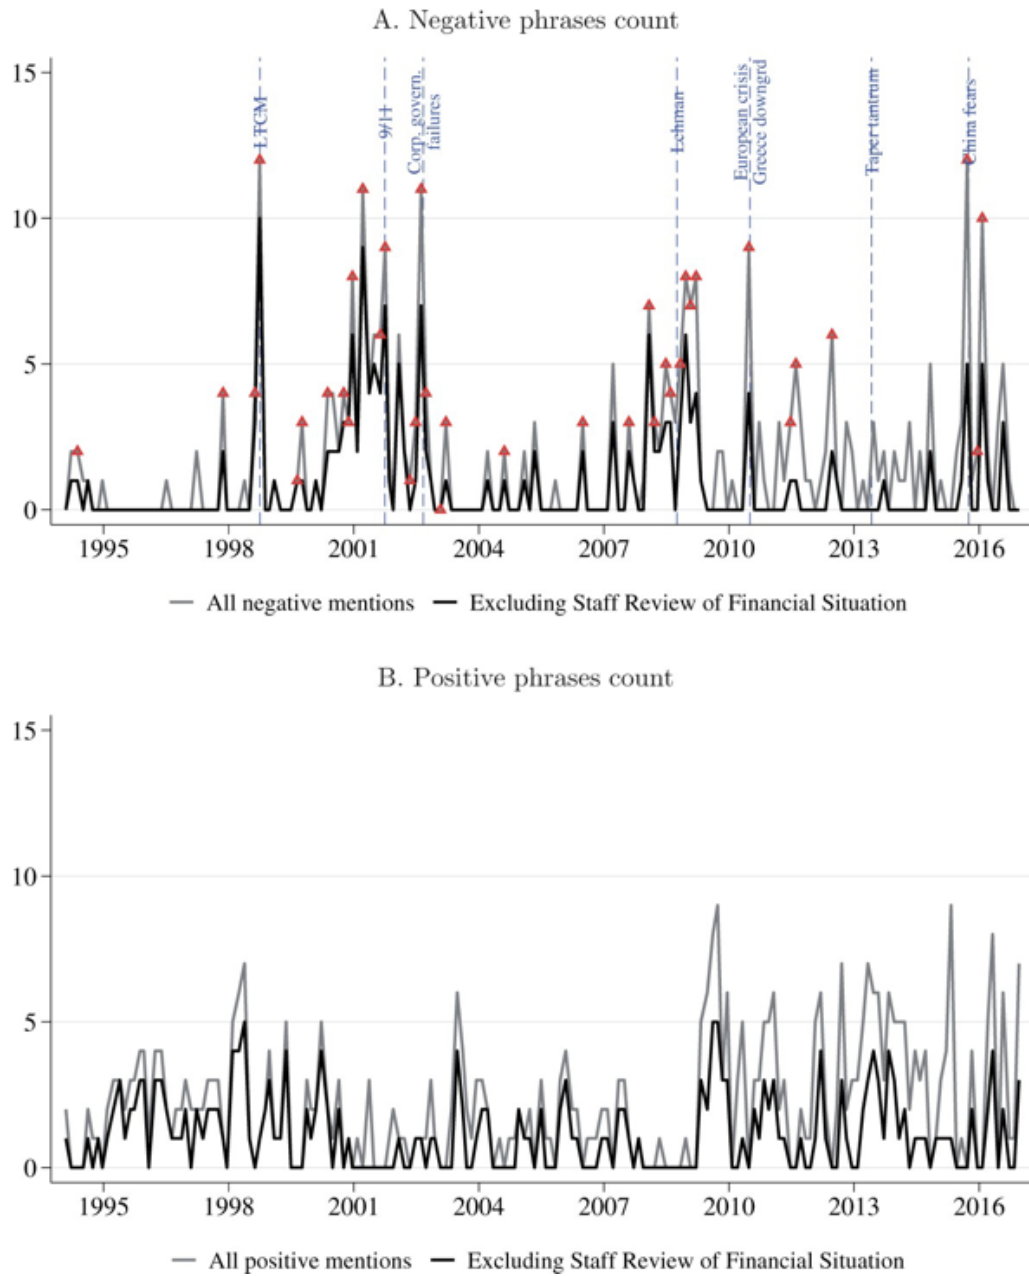 A. Negative phrases count
15
10
5
0
LTCM
9/11
Corp. govern.
failures
Lehman
European crisis
Greece downgrd
Taper tantrum
China fears
1995 1998 2001 2004 2007 2010 2013 2016
All negative mentions Excluding Staff Review of Financial Situation
B. Positive phrases count
15
10
5
0
1995 1998 2001 2004 2007 2010 2013 2016
All positive mentions Excluding Staff Review of Financial Situation